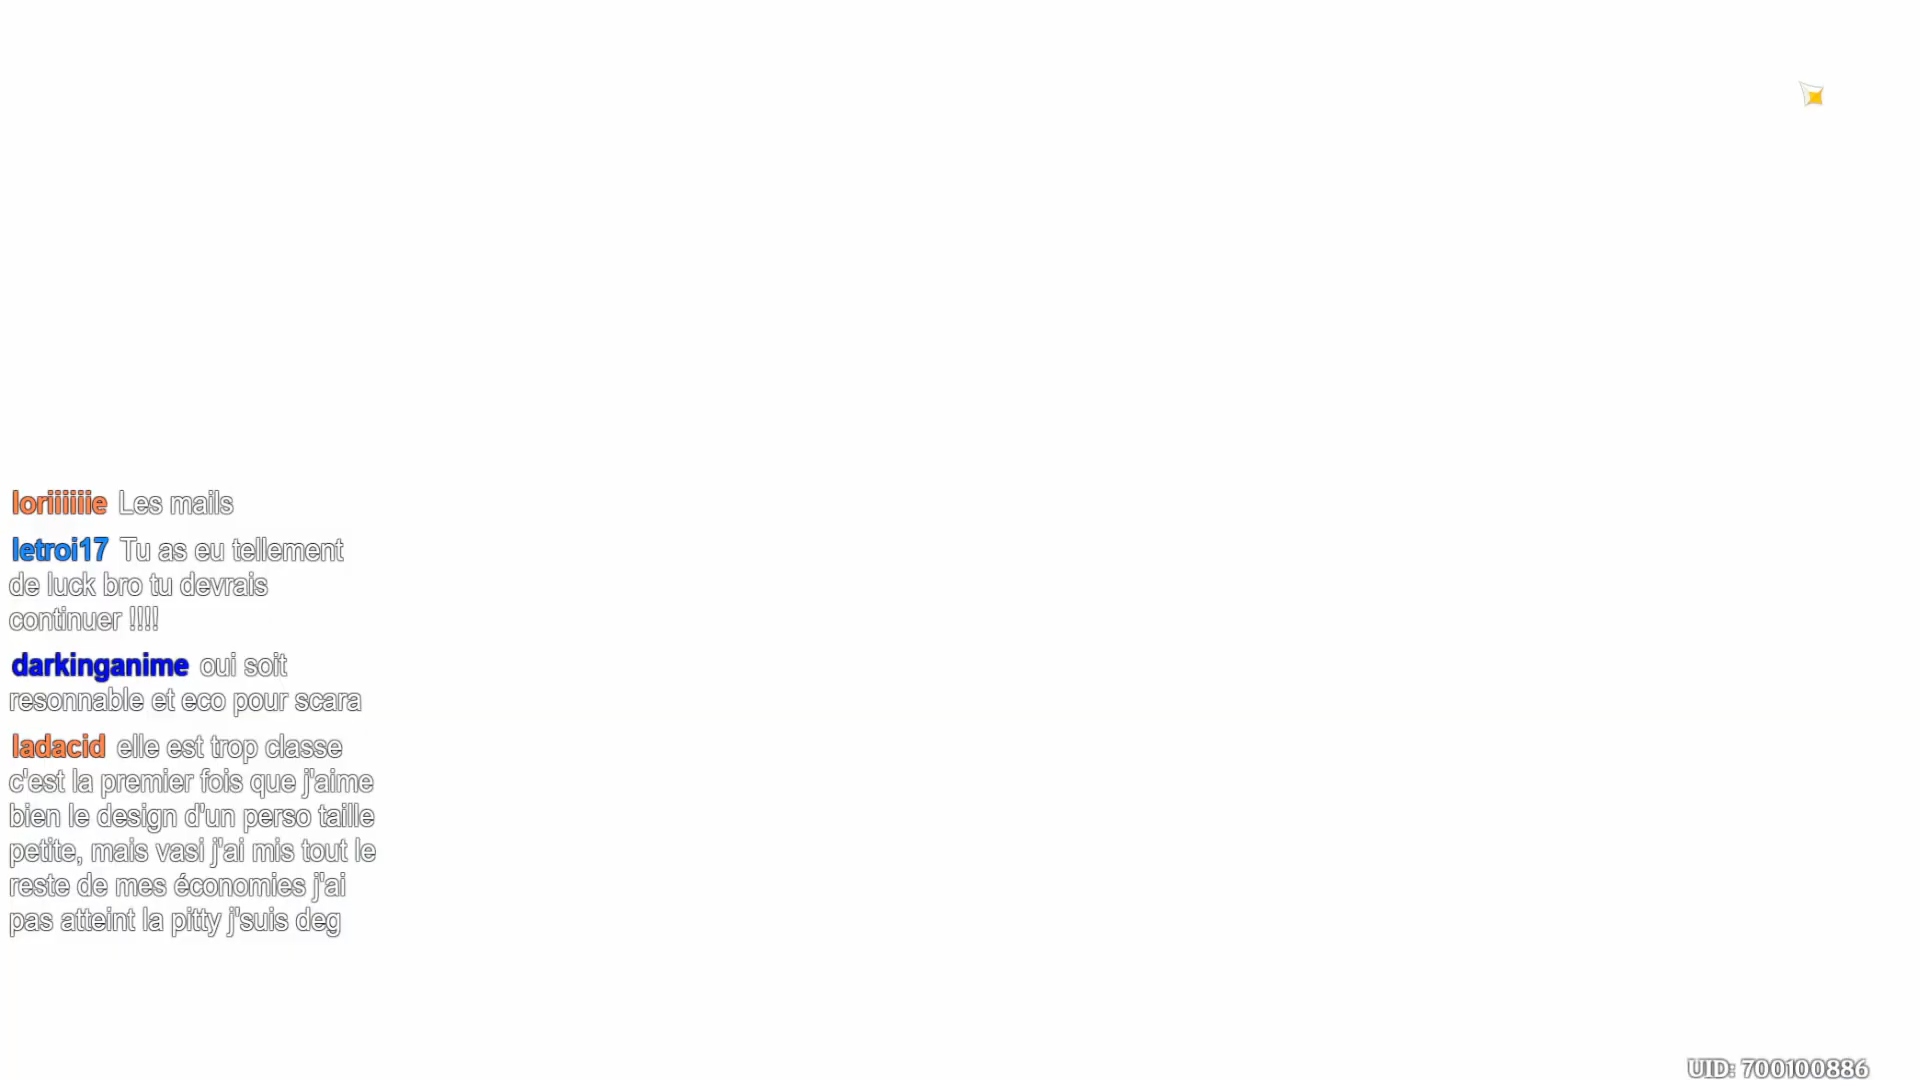 loriiiiiie Les mails
letroi17 Tu as eu tellement
de luck bro tu devrais
continuer !!!!
darkinganime oui soit
resonnable et eco pour scara
ladacid elle est trop classe
c'est la premier fois que j'aime
bien le design d'un perso taille
petite, mais vasi j'ai mis tout le
reste de mes économies j'ai
pas atteint la pitty j'suis deg
UID: 700100886